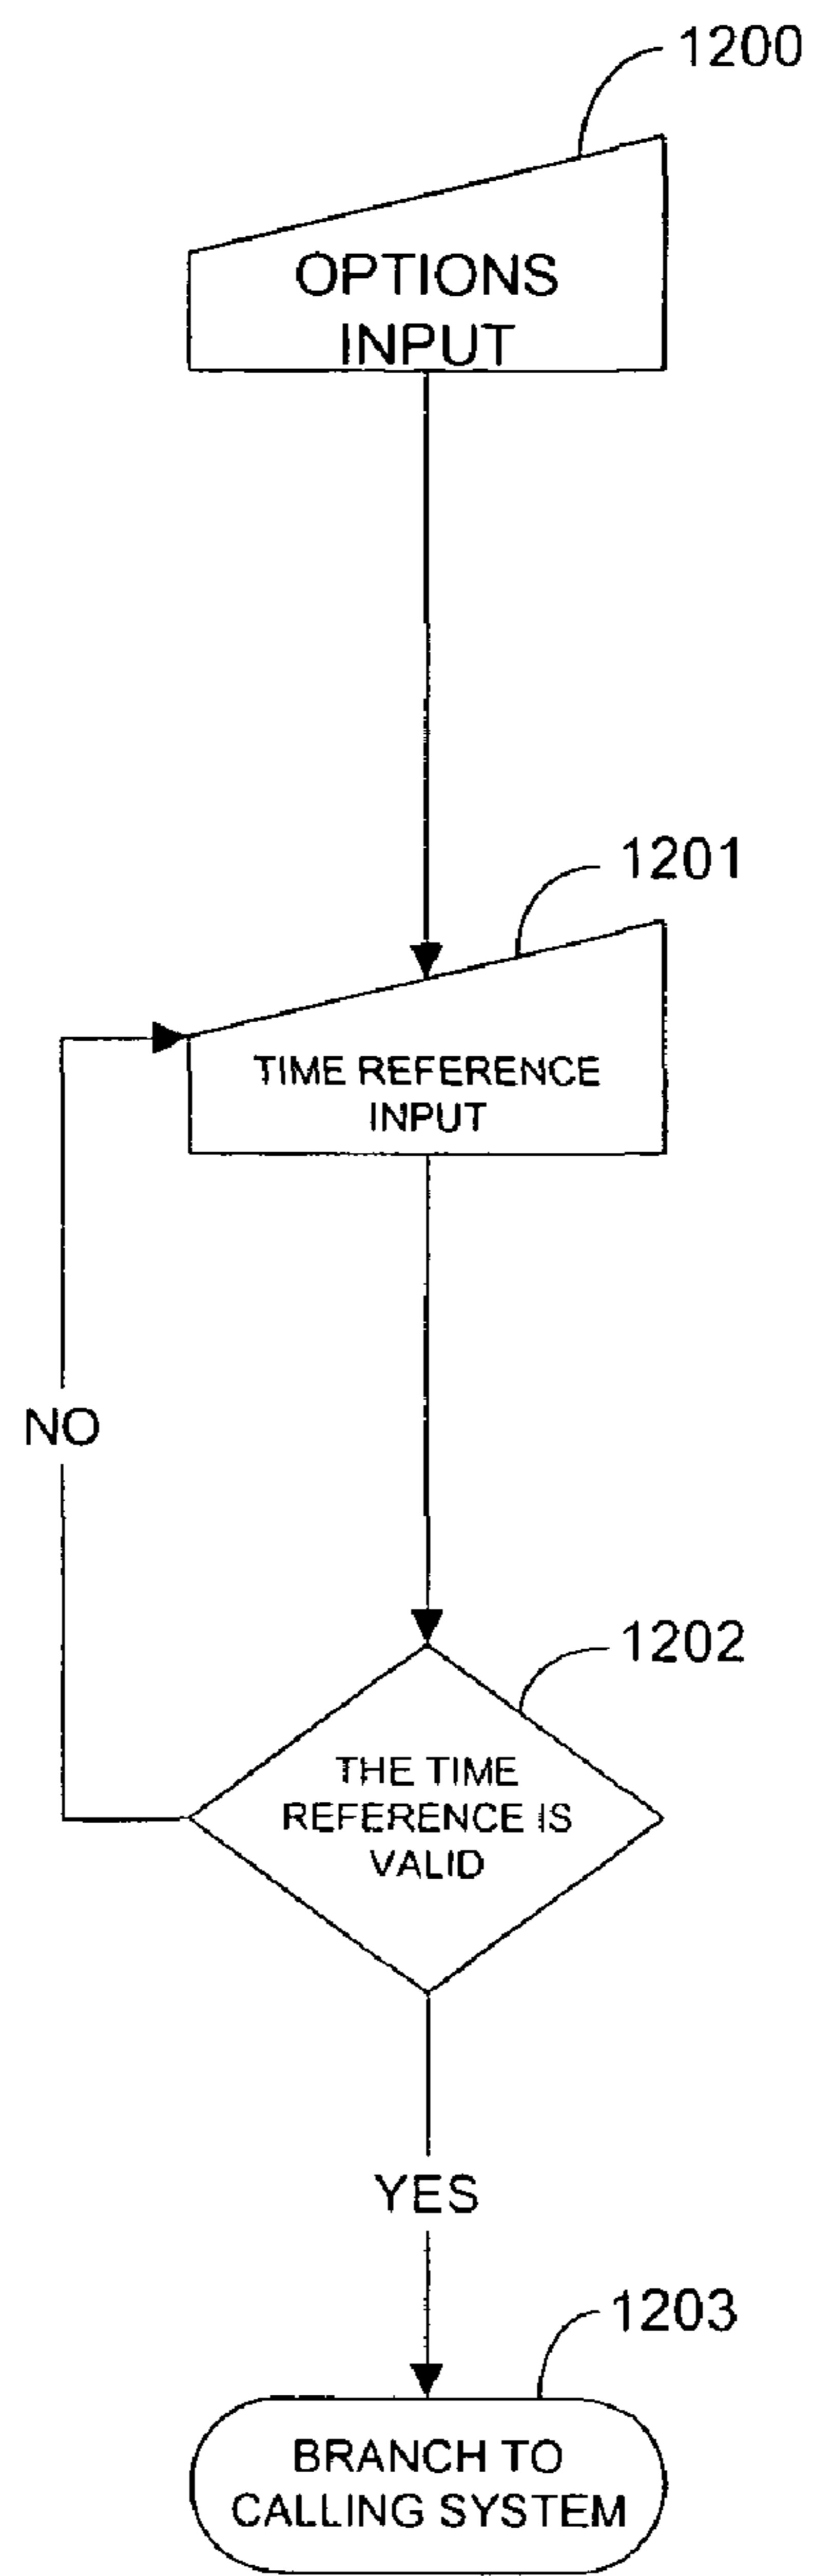 1200
OPTIONS
INPUT
1201
TIME REFERENCE
INPUT
NO
1202
THE TIME
REFERENCE IS
VALID
YES
1203
BRANCH TO
CALLING SYSTEM